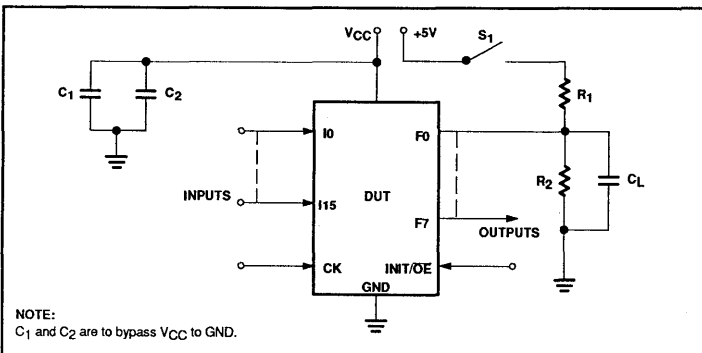 VCC +5V S1
C1 C2 R1
I0 F0
R2 CL
INPUTS I15 DUT
F7 OUTPUTS
CK INIT/OE
GND
NOTE:
C1 and C2 are to bypass VCC to GND.